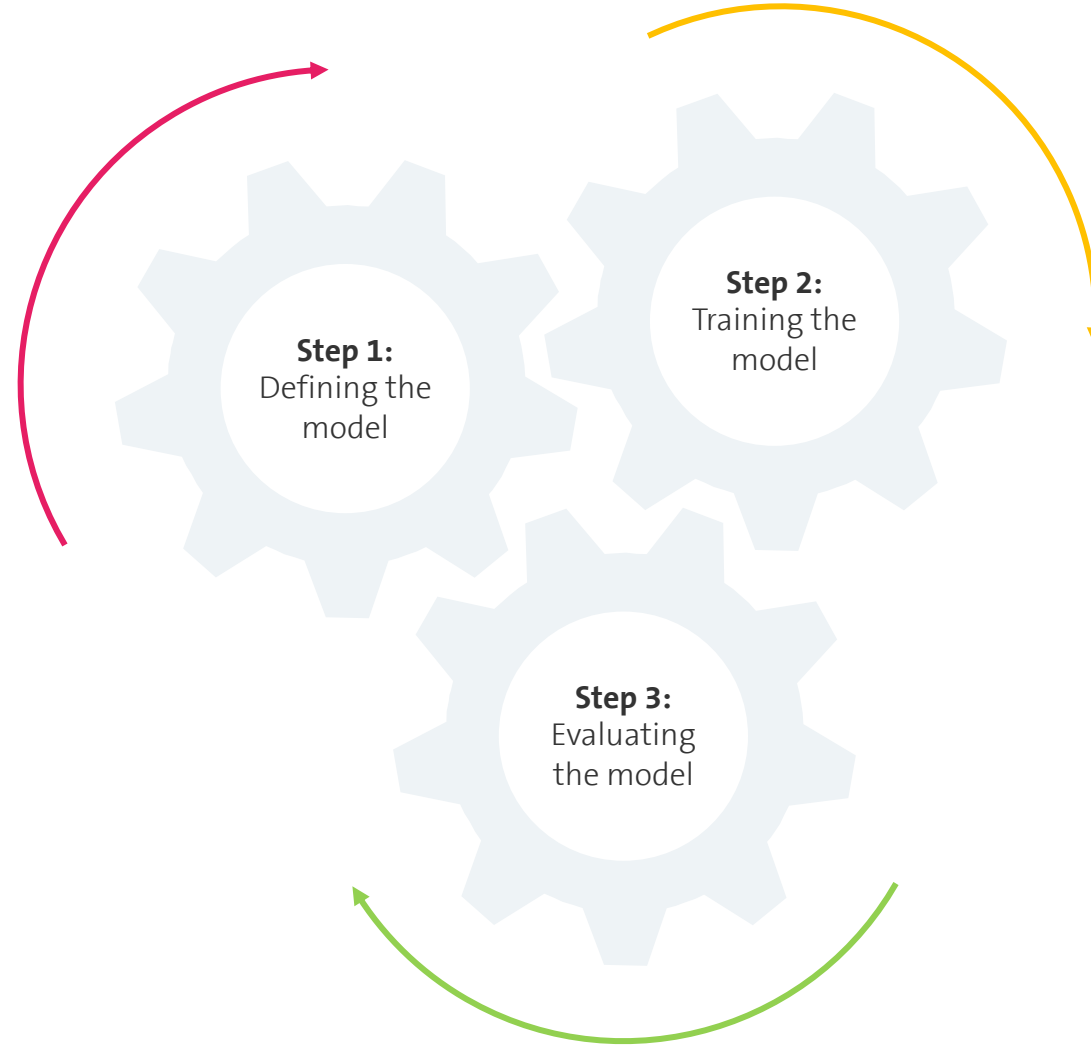 Step 1:
Defining the
model
Step 2:
Training the
model
Step 3:
Evaluating
the model